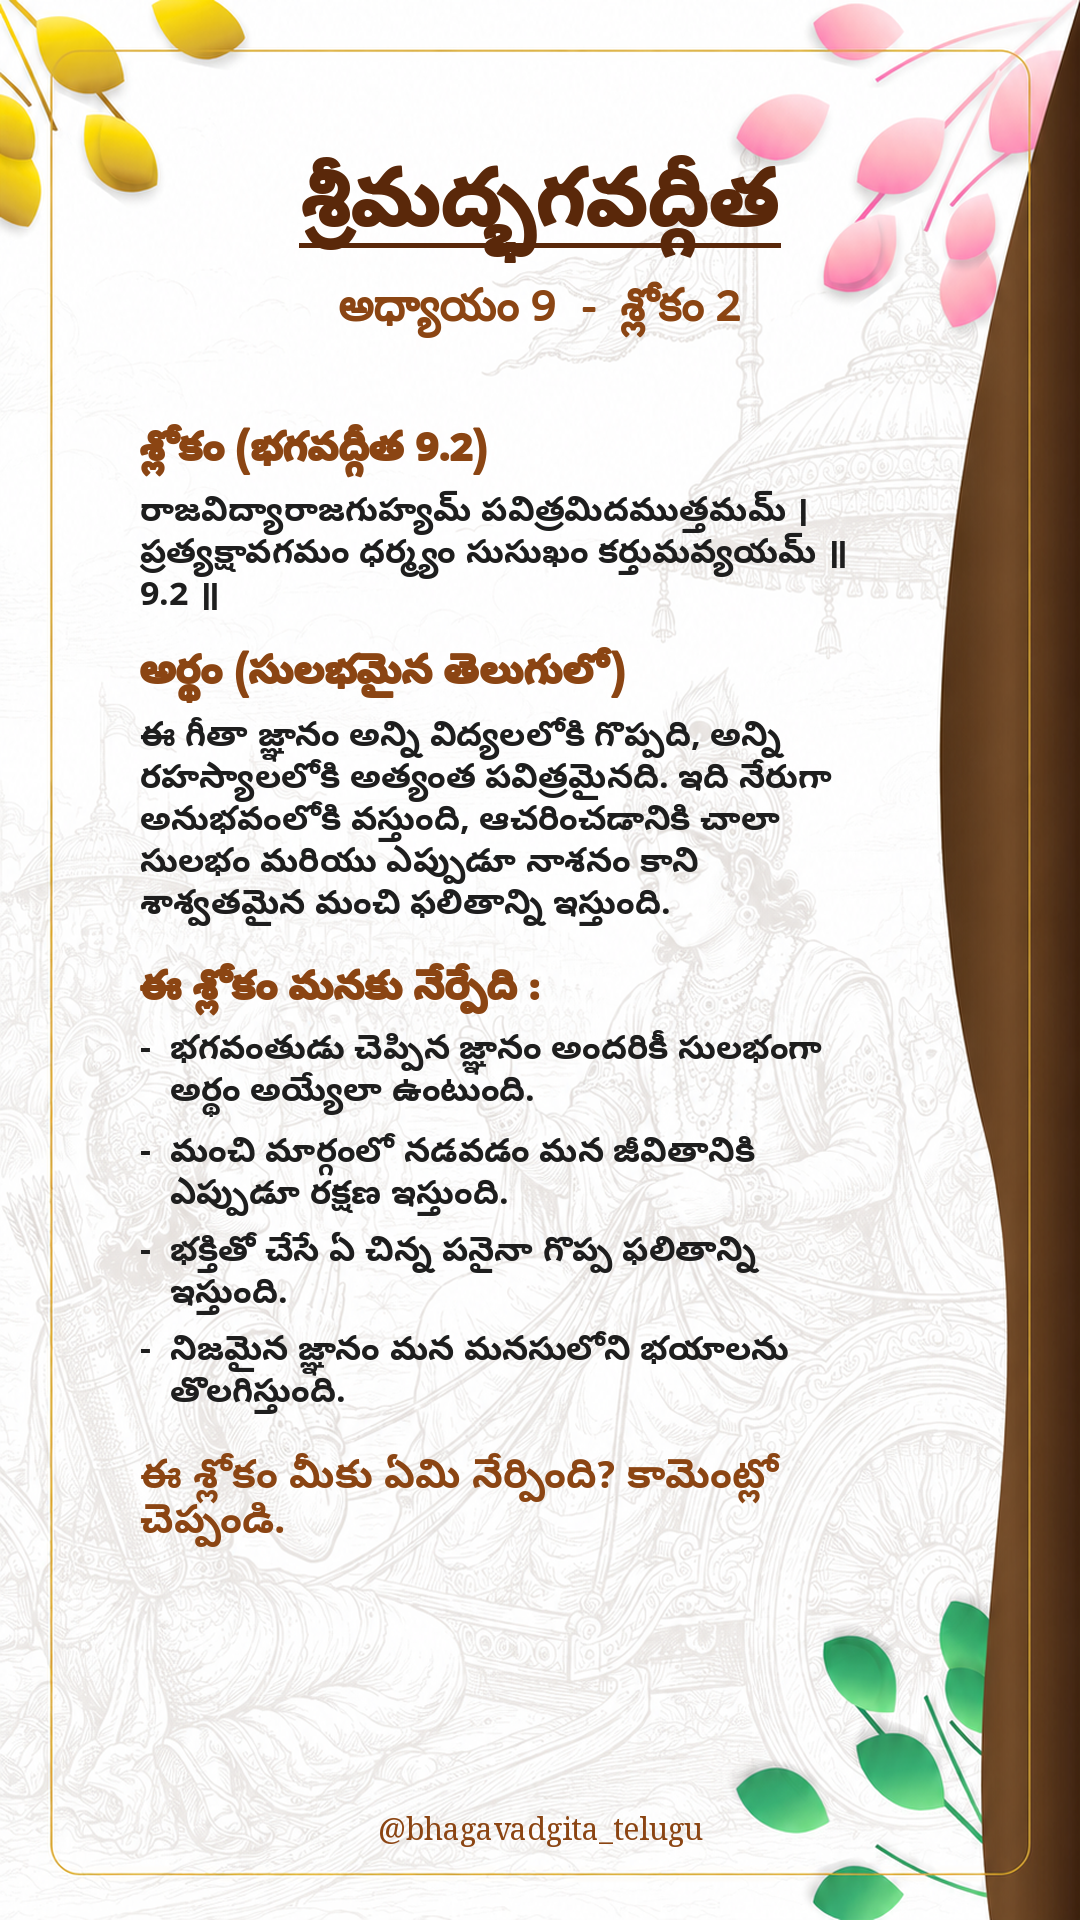 శ్రీమద్భగవద్గీత
అధ్యాయం 9 - శ్లోకం 2
శ్లోకం (భగవద్గీత 9.2)
రాజవిద్యారాజగుహ్యమ్ పవిత్రమిదముత్తమమ్ |
ప్రత్యక్షావగమం ధర్మ్యం సుసుఖం కర్తుమవ్యయమ్ ||
9.2 ||
అర్థం (సులభమైన తెలుగులో)
ఈ గీతా జ్ఞానం అన్ని విద్యలలోకి గొప్పది, అన్ని
రహస్యాలలోకి అత్యంత పవిత్రమైనది. ఇది నేరుగా
అనుభవంలోకి వస్తుంది, ఆచరించడానికి చాలా
సులభం మరియు ఎప్పుడూ నాశనం కాని
శాశ్వతమైన మంచి ఫలితాన్ని ఇస్తుంది.
ఈ శ్లోకం మనకు నేర్పేది :
- భగవంతుడు చెప్పిన జ్ఞానం అందరికీ సులభంగా
అర్థం అయ్యేలా ఉంటుంది.
- మంచి మార్గంలో నడవడం మన జీవితానికి
ఎప్పుడూ రక్షణ ఇస్తుంది.
- భక్తితో చేసే ఏ చిన్న పనైనా గొప్ప ఫలితాన్ని
ఇస్తుంది.
- నిజమైన జ్ఞానం మన మనసులోని భయాలను
తొలగిస్తుంది.
ఈ శ్లోకం మీకు ఏమి నేర్పింది? కామెంట్లో
చెప్పండి.
@bhagavadgita_telugu